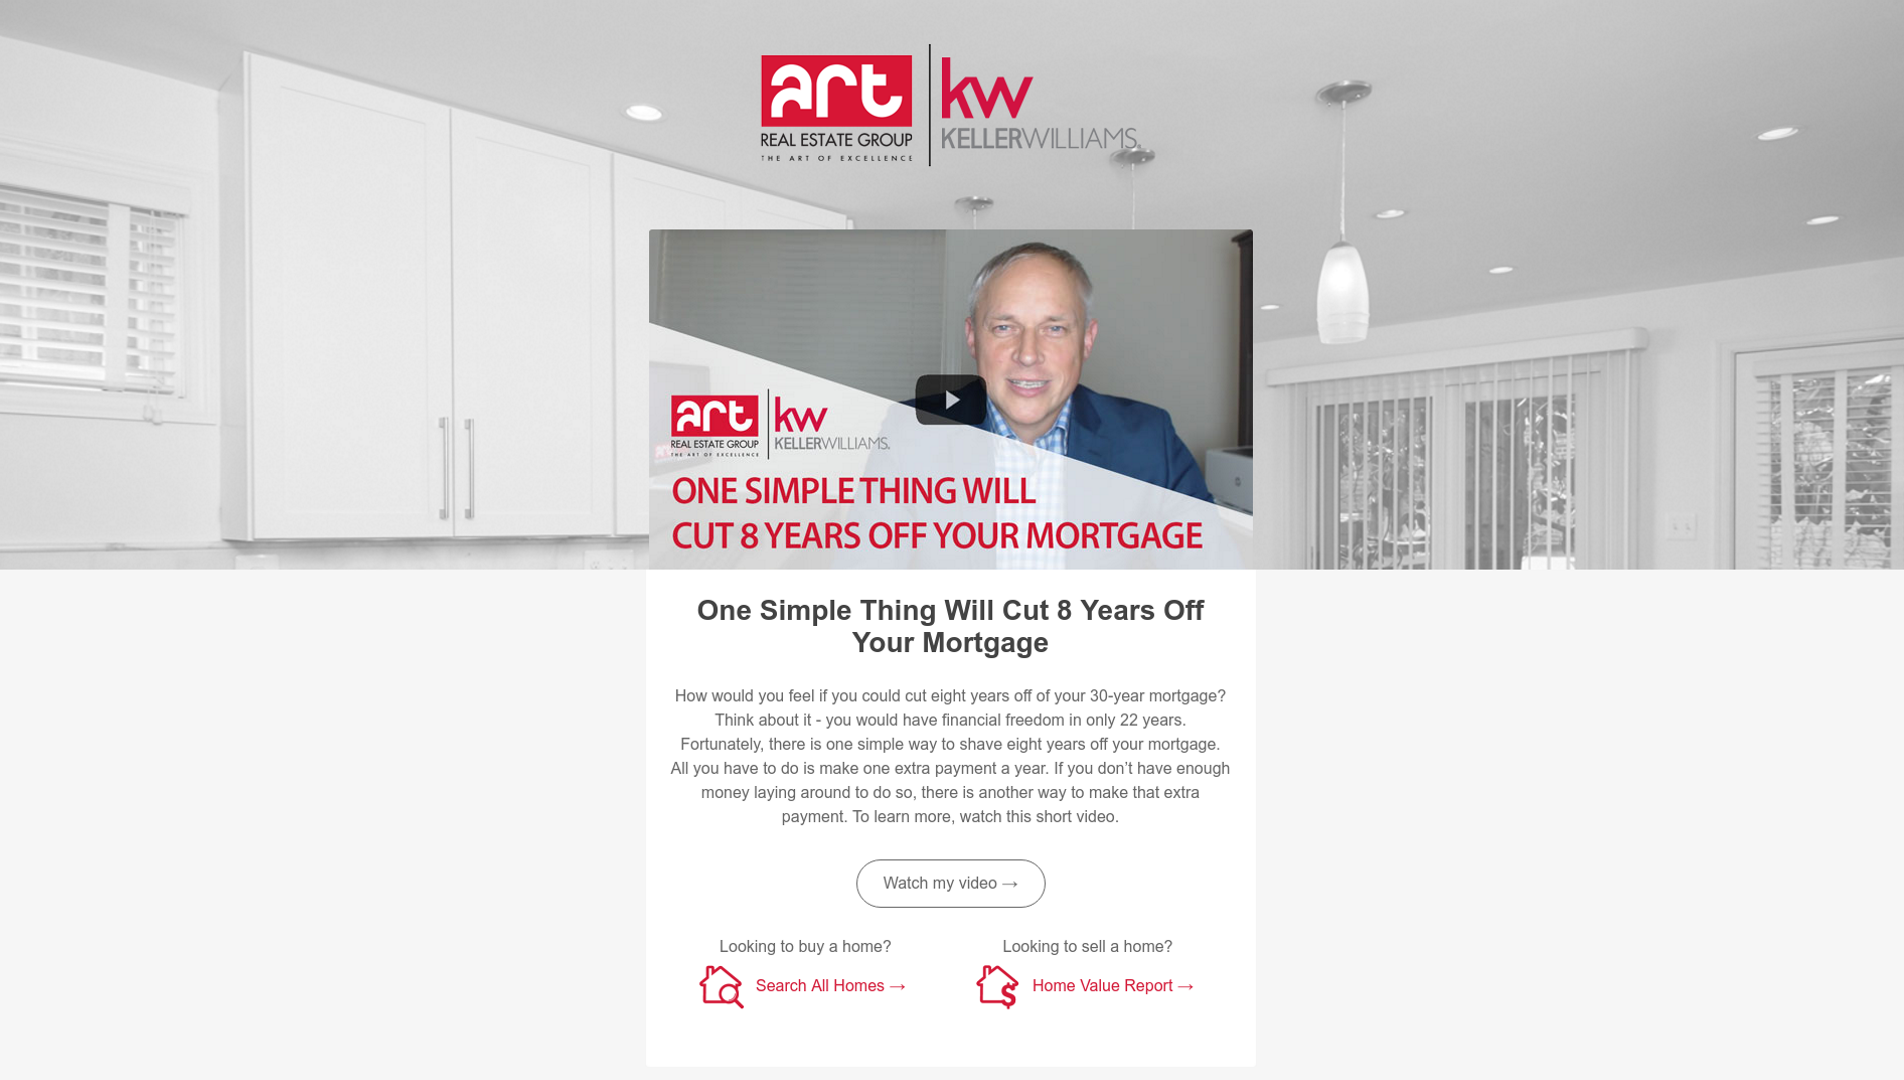 art
REAL ESTATE GROUP
THE ART OF EXCELLENCE
kw
KELLERWILLIAMS.
art
REAL ESTATE GROUP
THE ART OF EXCELLENCE
kw
KELLERWILLIAMS.
ONE SIMPLE THING WILL
CUT 8 YEARS OFF YOUR MORTGAGE
One Simple Thing Will Cut 8 Years Off
Your Mortgage
How would you feel if you could cut eight years off of your 30-year mortgage?
Think about it - you would have financial freedom in only 22 years.
Fortunately, there is one simple way to shave eight years off your mortgage.
All you have to do is make one extra payment a year. If you don’t have enough
money laying around to do so, there is another way to make that extra
payment. To learn more, watch this short video.
Watch my video →
Looking to buy a home?
Search All Homes →
Looking to sell a home?
Home Value Report →